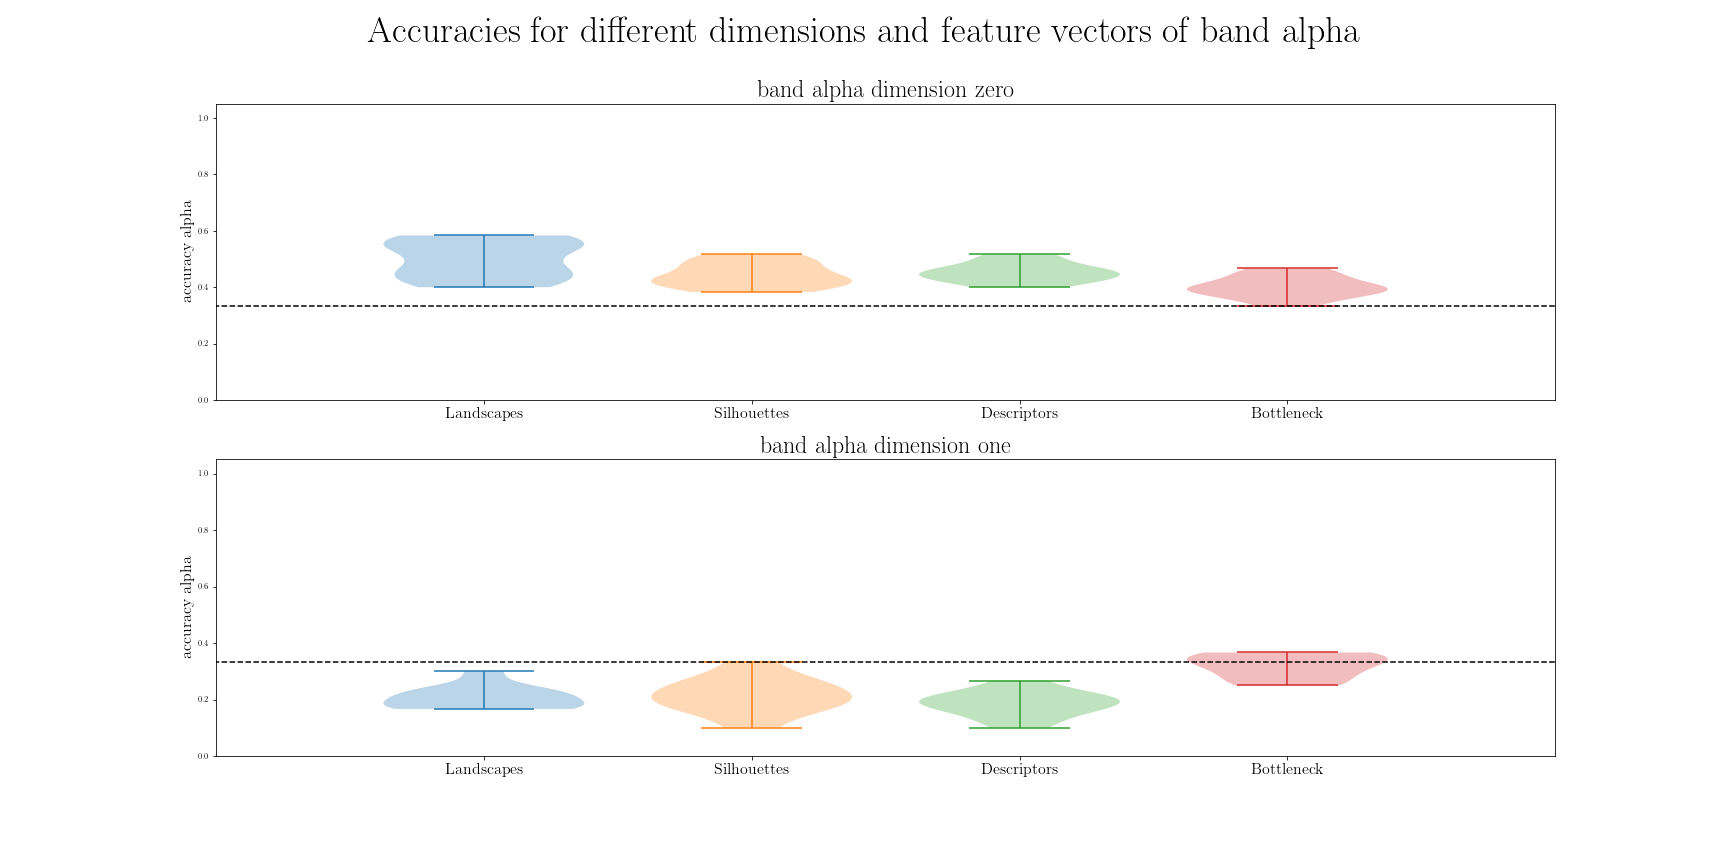 Accuracies for different dimensions and feature vectors of band alpha
band alpha dimension zero
accuracy alpha
1.0
0.8
0.6
0.4
0.2
0.0
Landscapes Silhouettes Descriptors Bottleneck
band alpha dimension one
accuracy alpha
1.0
0.8
0.6
0.4
0.2
0.0
Landscapes Silhouettes Descriptors Bottleneck